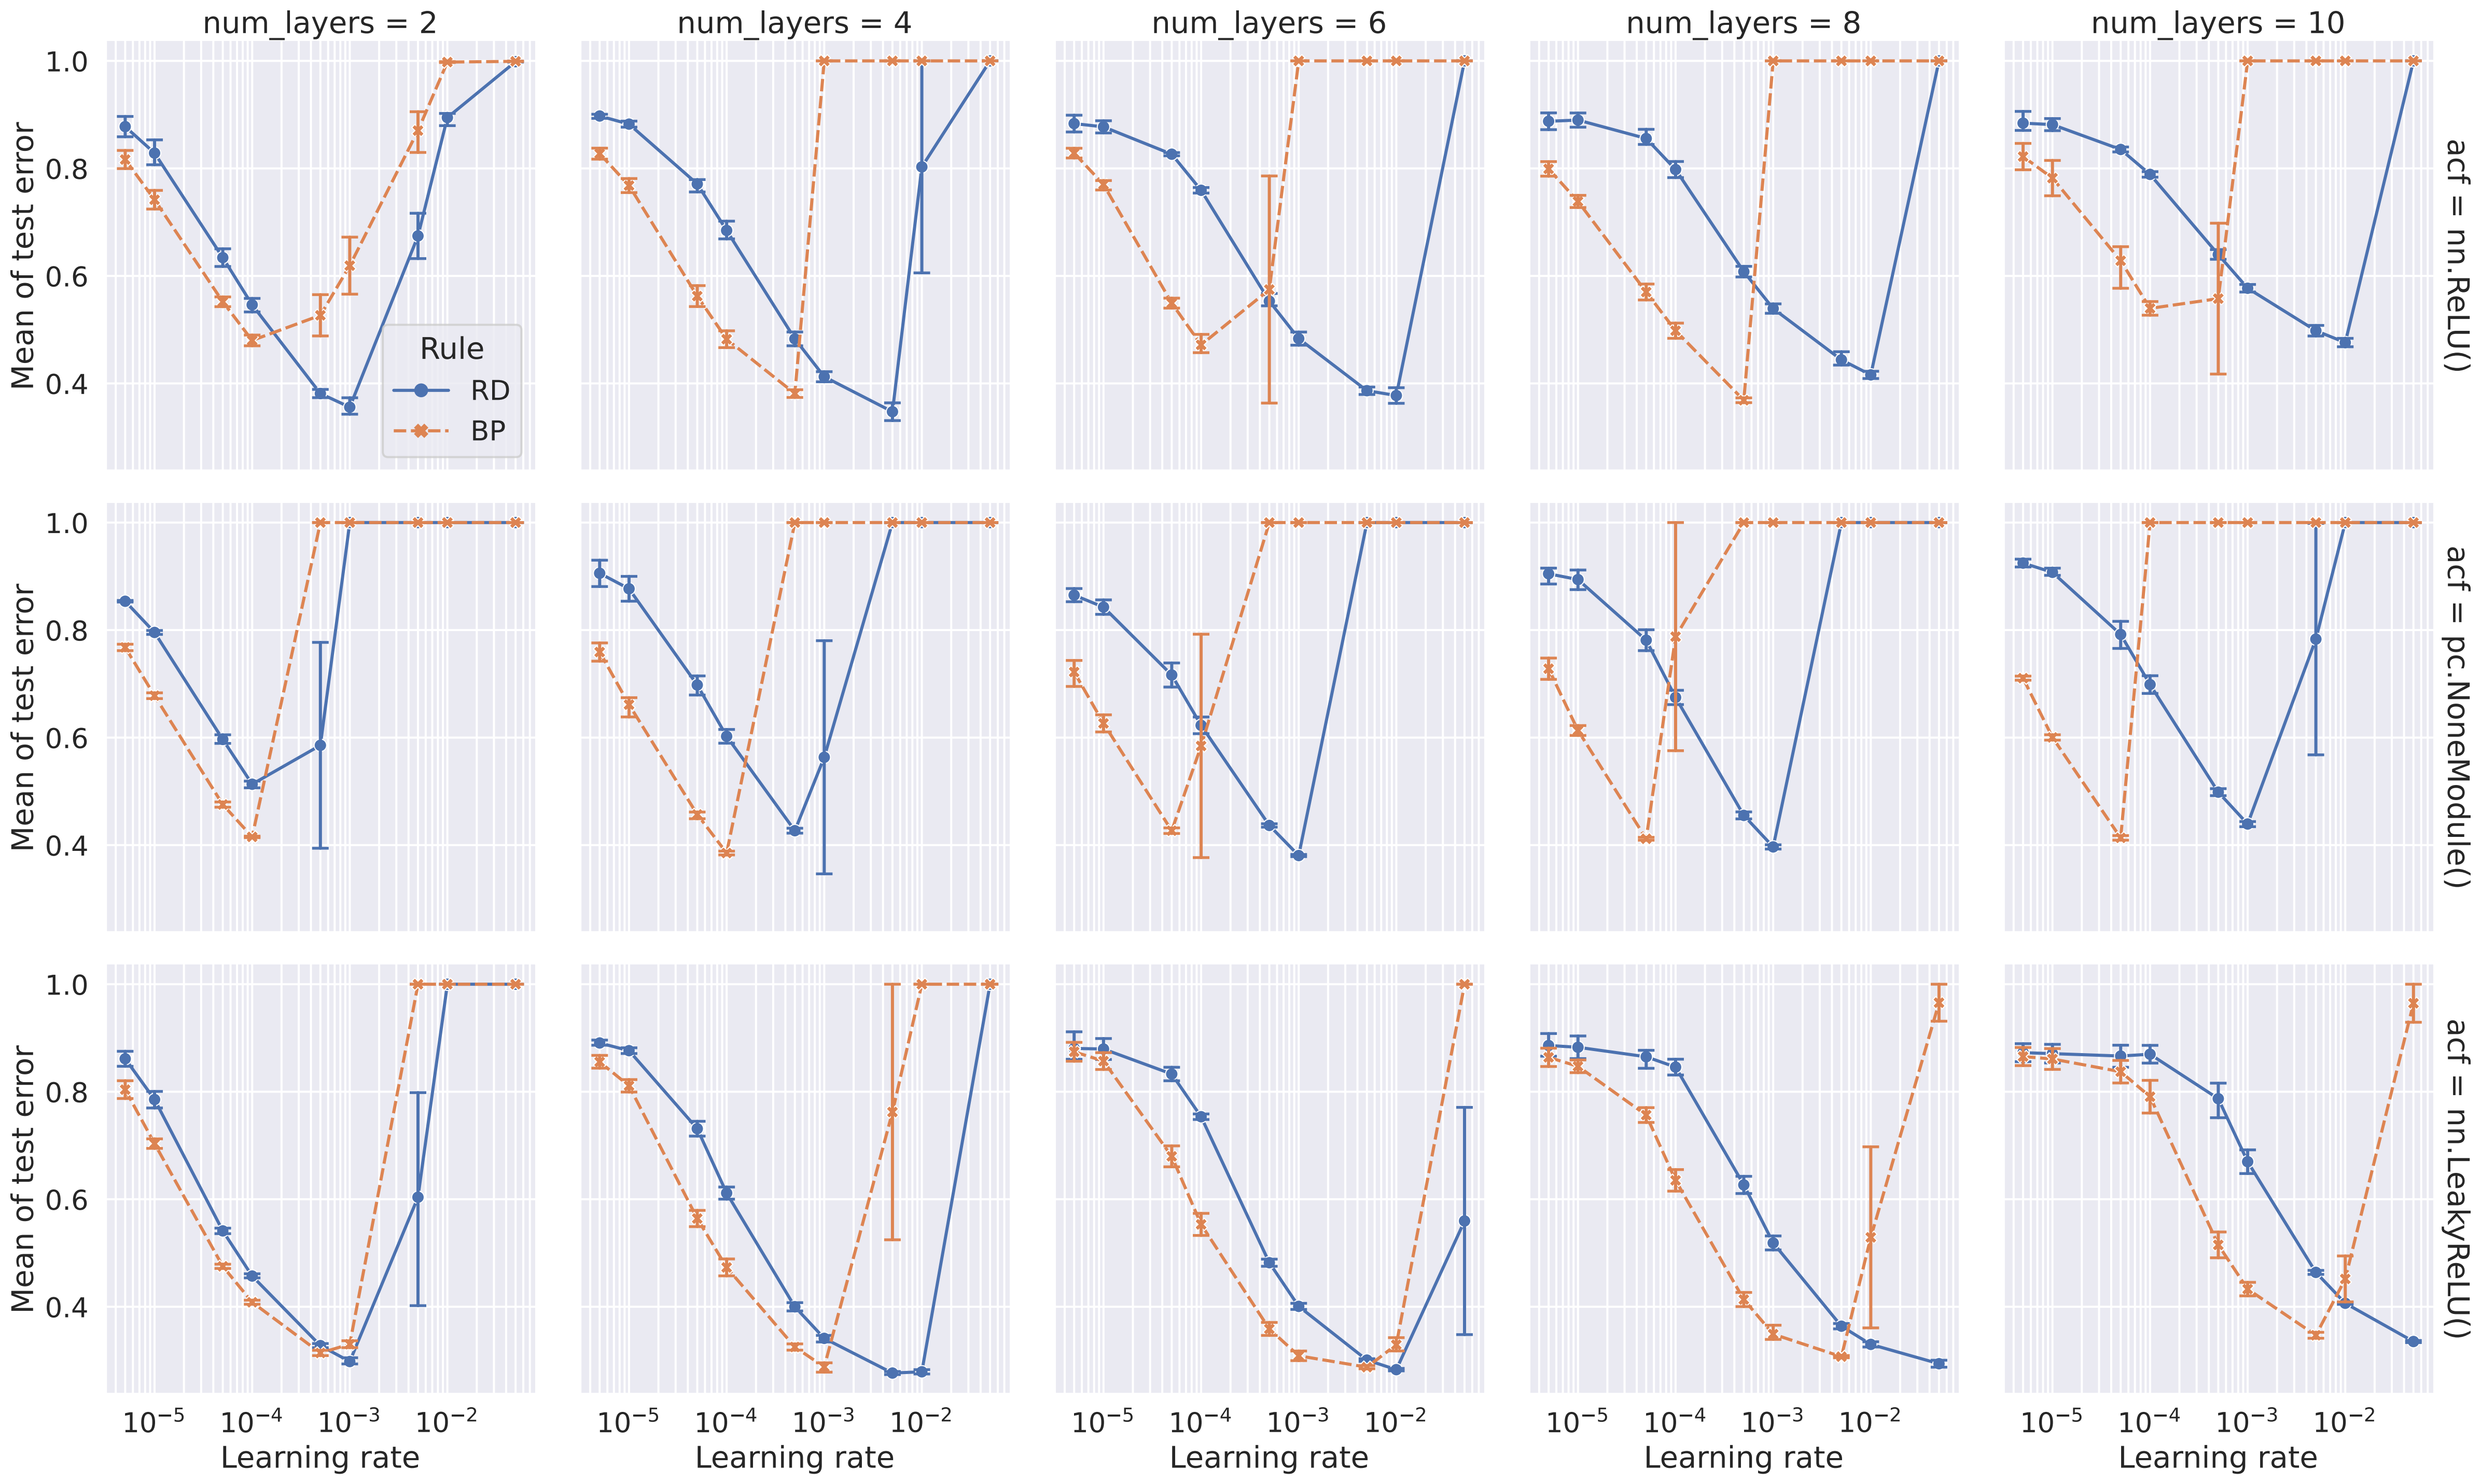 num_layers = 2
num_layers = 4
num_layers = 6
num_layers = 8
num_layers = 10
Mean of test error
1.0
0.8
0.6
0.4
Rule
RD
BP
acf = nn.ReLU()
Mean of test error
1.0
0.8
0.6
0.4
acf = pc.NoneModule()
Mean of test error
1.0
0.8
0.6
0.4
acf = nn.LeakyReLU()
10⁻⁵ 10⁻⁴ 10⁻³ 10⁻²
10⁻⁵ 10⁻⁴ 10⁻³ 10⁻²
10⁻⁵ 10⁻⁴ 10⁻³ 10⁻²
10⁻⁵ 10⁻⁴ 10⁻³ 10⁻²
10⁻⁵ 10⁻⁴ 10⁻³ 10⁻²
Learning rate
Learning rate
Learning rate
Learning rate
Learning rate